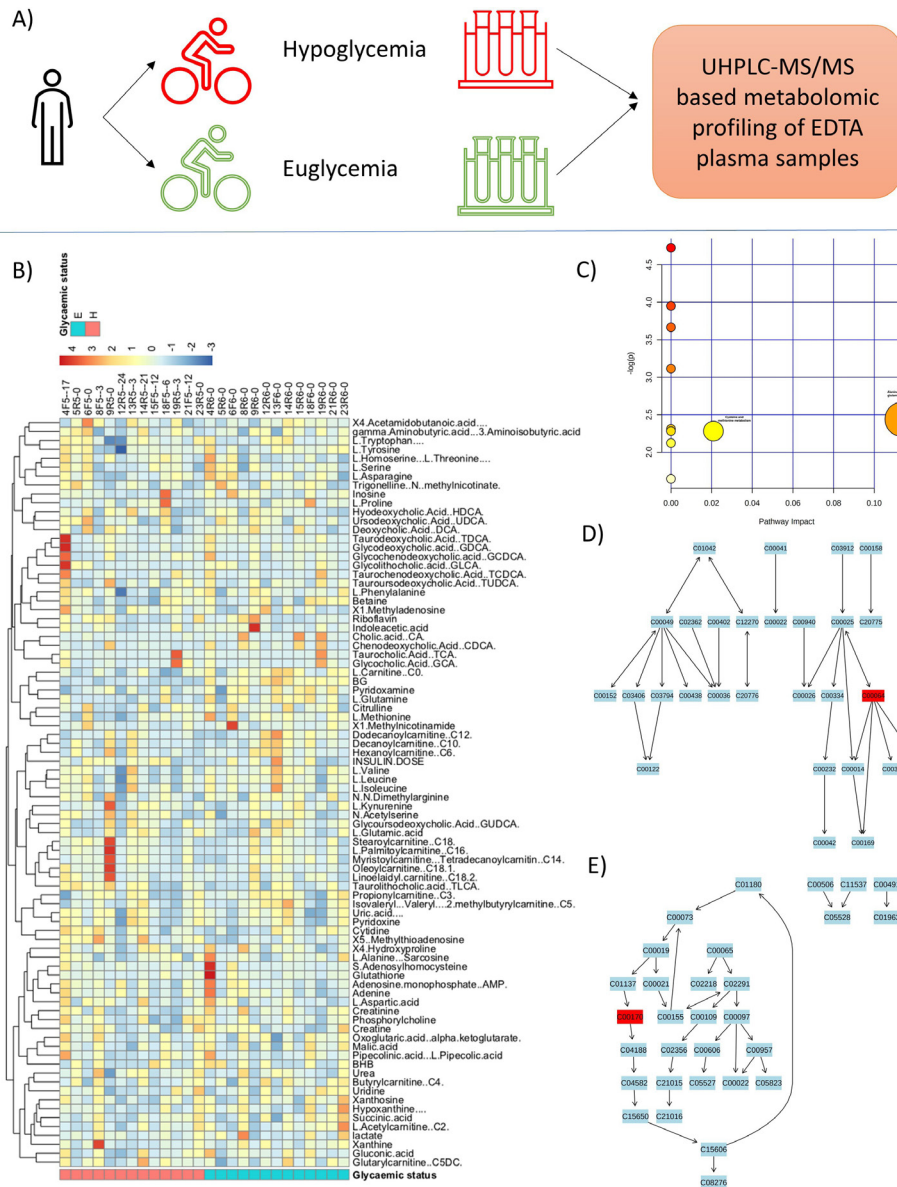 A)
Hypoglycemia
Euglycemia
UHPLC-MS/MS
based metabolomic
profiling of EDTA
plasma samples
B)
Glycaemic status
E
H
4
3
2
1
0
-1
-2
-3
4F5--17
5R5-0
6F5-0
8F5--3
9R5-0
12R5--24
13R5--3
14R5--21
15F5--12
18F5--6
19R5--3
21F5--12
23R5-0
4R6-0
5R6-0
6F6-0
8R6-0
9R6-0
12R6-0
13F6-0
14R6-0
15R6-0
18F6-0
19R6-0
21R6-0
23R6-0
X4.Acetamidobutanoic.acid....
gamma.Aminobutyric.acid...3.Aminoisobutyric.acid
L.Tryptophan....
L.Tyrosine
L.Homoserine...L.Threonine....
L.Serine
L.Asparagine
Trigonelline..N..methylnicotinate.
Inosine
L.Proline
Hyodeoxycholic.Acid..HDCA.
Ursodeoxycholic.Acid..UDCA.
Deoxycholic.Acid..DCA.
Taurodeoxycholic.Acid..TDCA.
Glycodeoxycholic.acid..GDCA.
Glycochenodeoxycholic.acid..GCDCA.
Glycolithocholic.acid..GLCA.
Taurochenodeoxycholic.Acid..TCDCA.
Tauroursodeoxycholic.Acid..TUDCA.
L.Phenylalanine
Betaine
X1.Methyladenosine
Riboflavin
Indoleacetic.acid
Cholic.acid..CA.
Chenodeoxycholic.Acid..CDCA.
Taurocholic.Acid..TCA.
Glycocholic.Acid..GCA.
L.Carnitine..C0.
BG
Pyridoxamine
L.Glutamine
Citrulline
L.Methionine
X1.Methylnicotinamide
Dodecanoylcarnitine..C12.
Decanoylcarnitine..C10.
Hexanoylcarnitine..C6.
INSULIN.DOSE
L.Valine
L.Leucine
L.Isoleucine
N.N.Dimethylarginine
L.Kynurenine
N.Acetylserine
Glycoursodeoxycholic.Acid..GUDCA.
L.Glutamic.acid
Stearoylcarnitine..C18.
L.Palmitoylcarnitine..C16.
Myristoylcarnitine...Tetradecanoylcarnitin..C14.
Oleoylcarnitine..C18.1.
Linoelaidyl.carnitine..C18.2.
Taurolithocholic.acid..TLCA.
Propionylcarnitine..C3.
Isovaleryl...Valeryl....2.methylbutyrylcarnitine..C5.
Uric.acid....
Pyridoxine
Cytidine
X5..Methylthioadenosine
X4.Hydroxyproline
L.Alanine...Sarcosine
S.Adenosylhomocysteine
Glutathione
Adenosine.monophosphate..AMP.
Adenine
L.Aspartic.acid
Creatinine
Phosphorylcholine
Creatine
Oxoglutaric.acid..alpha.ketoglutarate.
Malic.acid
Pipecolinic.acid...L.Pipecolic.acid
BHB
Urea
Butyrylcarnitine..C4.
Uridine
Xanthosine
Hypoxanthine....
Succinic.acid
L.Acetylcarnitine..C2.
lactate
Xanthine
Gluconic.acid
Glutarylcarnitine..C5DC.
Glycaemic status
C)
-log(p)
4.5
4.0
3.5
3.0
2.5
2.0
Cysteine and
methionine metabolism
0.00
0.02
0.04
0.06
0.08
0.10
Pathway Impact
D)
C01042
C00041
C03912
C00158
C00049
C02362
C00402
C12270
C00022
C00940
C00025
C20775
C00152
C03406
C03794
C00438
C00036
C20776
C00026
C00334
C00064
C00122
C00232
C00014
C00042
C00169
E)
C01180
C00506
C11537
C00073
C05528
C00019
C00065
C01137
C00021
C02218
C02291
C00170
C00155
C00109
C00097
C04188
C02356
C00606
C00957
C04582
C21015
C05527
C00022
C05823
C15650
C21016
C15606
C08276